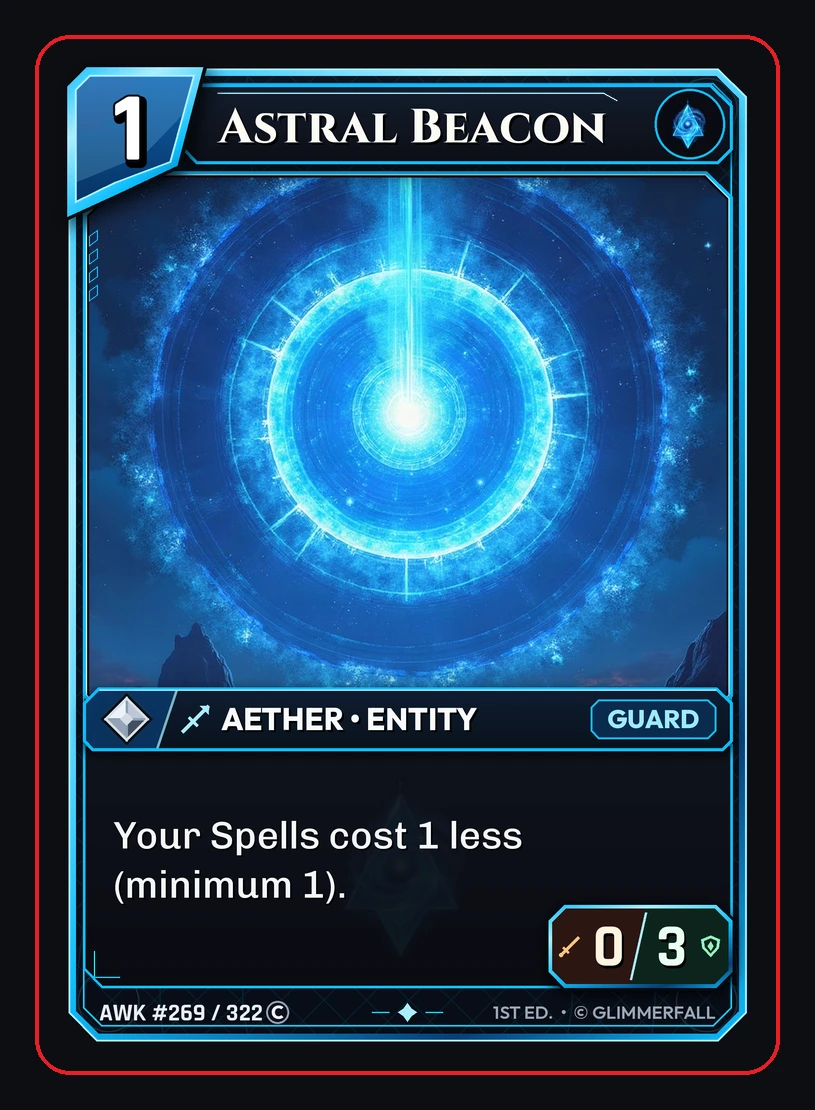 1
ASTRAL BEACON
AETHER • ENTITY
GUARD
Your Spells cost 1 less
(minimum 1).
0/3
AWK #269 / 322 Ⓒ
1ST ED. • © GLIMMERFALL